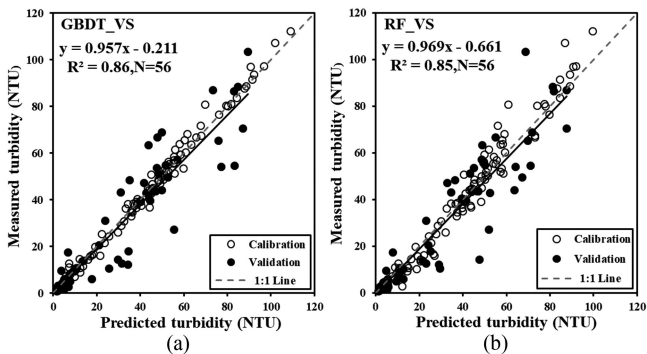 GBDT_VS
y = 0.957x - 0.211
R² = 0.86,N=56
Measured turbidity (NTU)
120
100
80
60
40
20
0
Calibration
Validation
1:1 Line
0 20 40 60 80 100 120
Predicted turbidity (NTU)
(a)
RF_VS
y = 0.969x - 0.661
R² = 0.85,N=56
Measured turbidity (NTU)
120
100
80
60
40
20
0
Calibration
Validation
1:1 Line
0 20 40 60 80 100 120
Predicted turbidity (NTU)
(b)